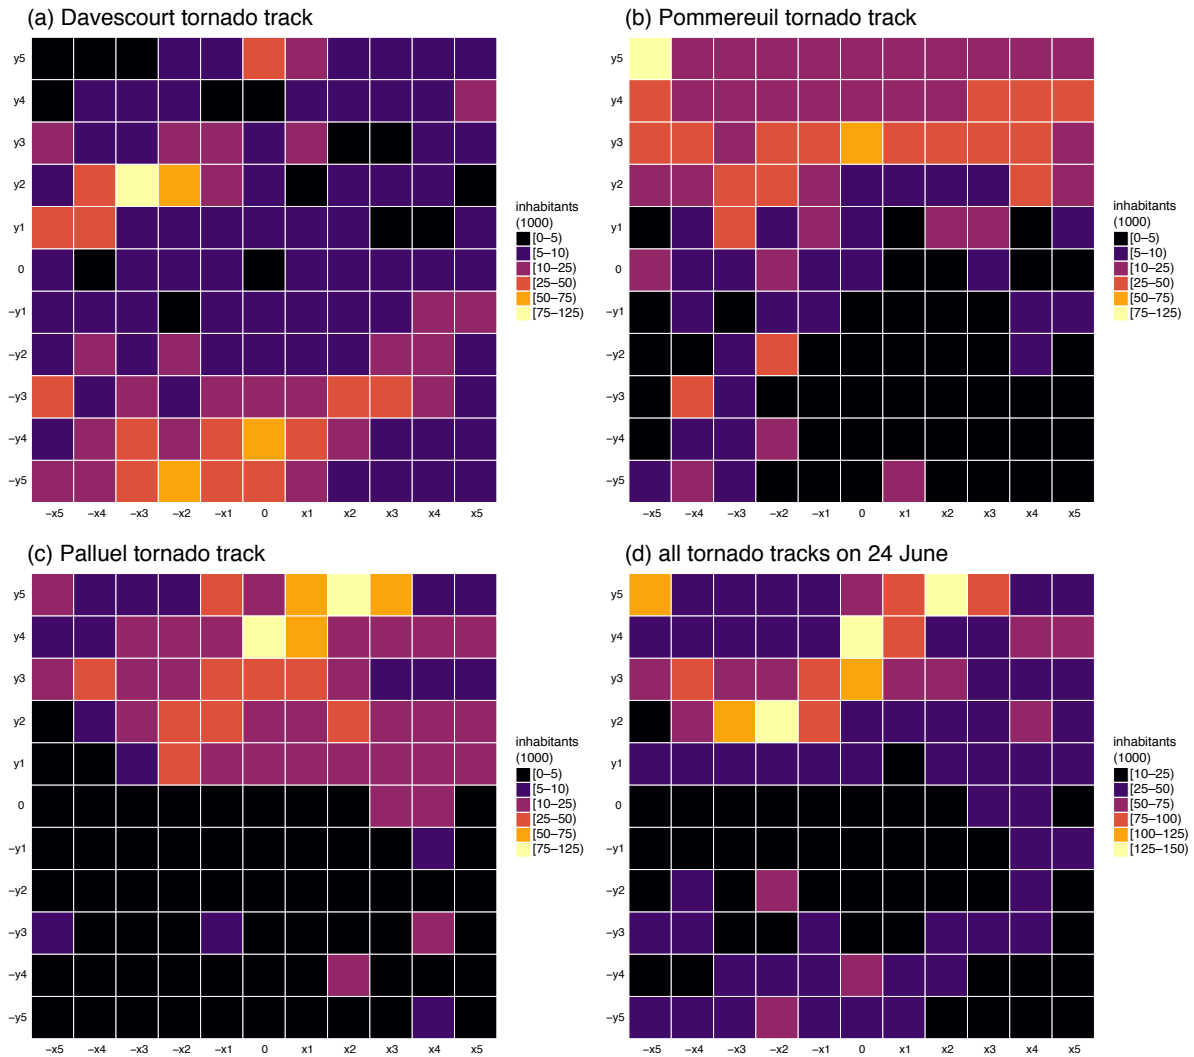 (a) Davescourt tornado track
y5
y4
y3
y2
y1
0
−y1
−y2
−y3
−y4
−y5
−x5 −x4 −x3 −x2 −x1 0 x1 x2 x3 x4 x5
inhabitants
(1000)
[0−5)
[5−10)
[10−25)
[25−50)
[50−75)
[75−125)
(b) Pommereuil tornado track
y5
y4
y3
y2
y1
0
−y1
−y2
−y3
−y4
−y5
−x5 −x4 −x3 −x2 −x1 0 x1 x2 x3 x4 x5
inhabitants
(1000)
[0−5)
[5−10)
[10−25)
[25−50)
[50−75)
[75−125)
(c) Palluel tornado track
y5
y4
y3
y2
y1
0
−y1
−y2
−y3
−y4
−y5
−x5 −x4 −x3 −x2 −x1 0 x1 x2 x3 x4 x5
inhabitants
(1000)
[0−5)
[5−10)
[10−25)
[25−50)
[50−75)
[75−125)
(d) all tornado tracks on 24 June
y5
y4
y3
y2
y1
0
−y1
−y2
−y3
−y4
−y5
−x5 −x4 −x3 −x2 −x1 0 x1 x2 x3 x4 x5
inhabitants
(1000)
[10−25)
[25−50)
[50−75)
[75−100)
[100−125)
[125−150)